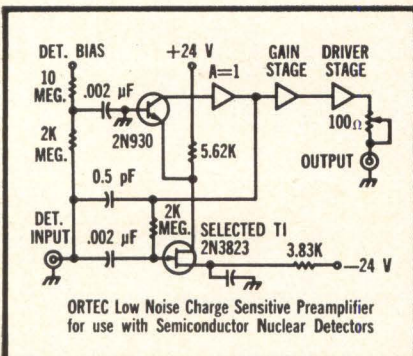 DET. BIAS
+24 V
GAIN
STAGE
DRIVER
STAGE
10
MEG.
.002 µF
A=1
2N930
100Ω
2K
MEG.
5.62K
OUTPUT
0.5 pF
DET.
INPUT
.002 µF
2K
MEG.
SELECTED TI
2N3823
3.83K
—24 V
ORTEC Low Noise Charge Sensitive Preamplifier
for use with Semiconductor Nuclear Detectors